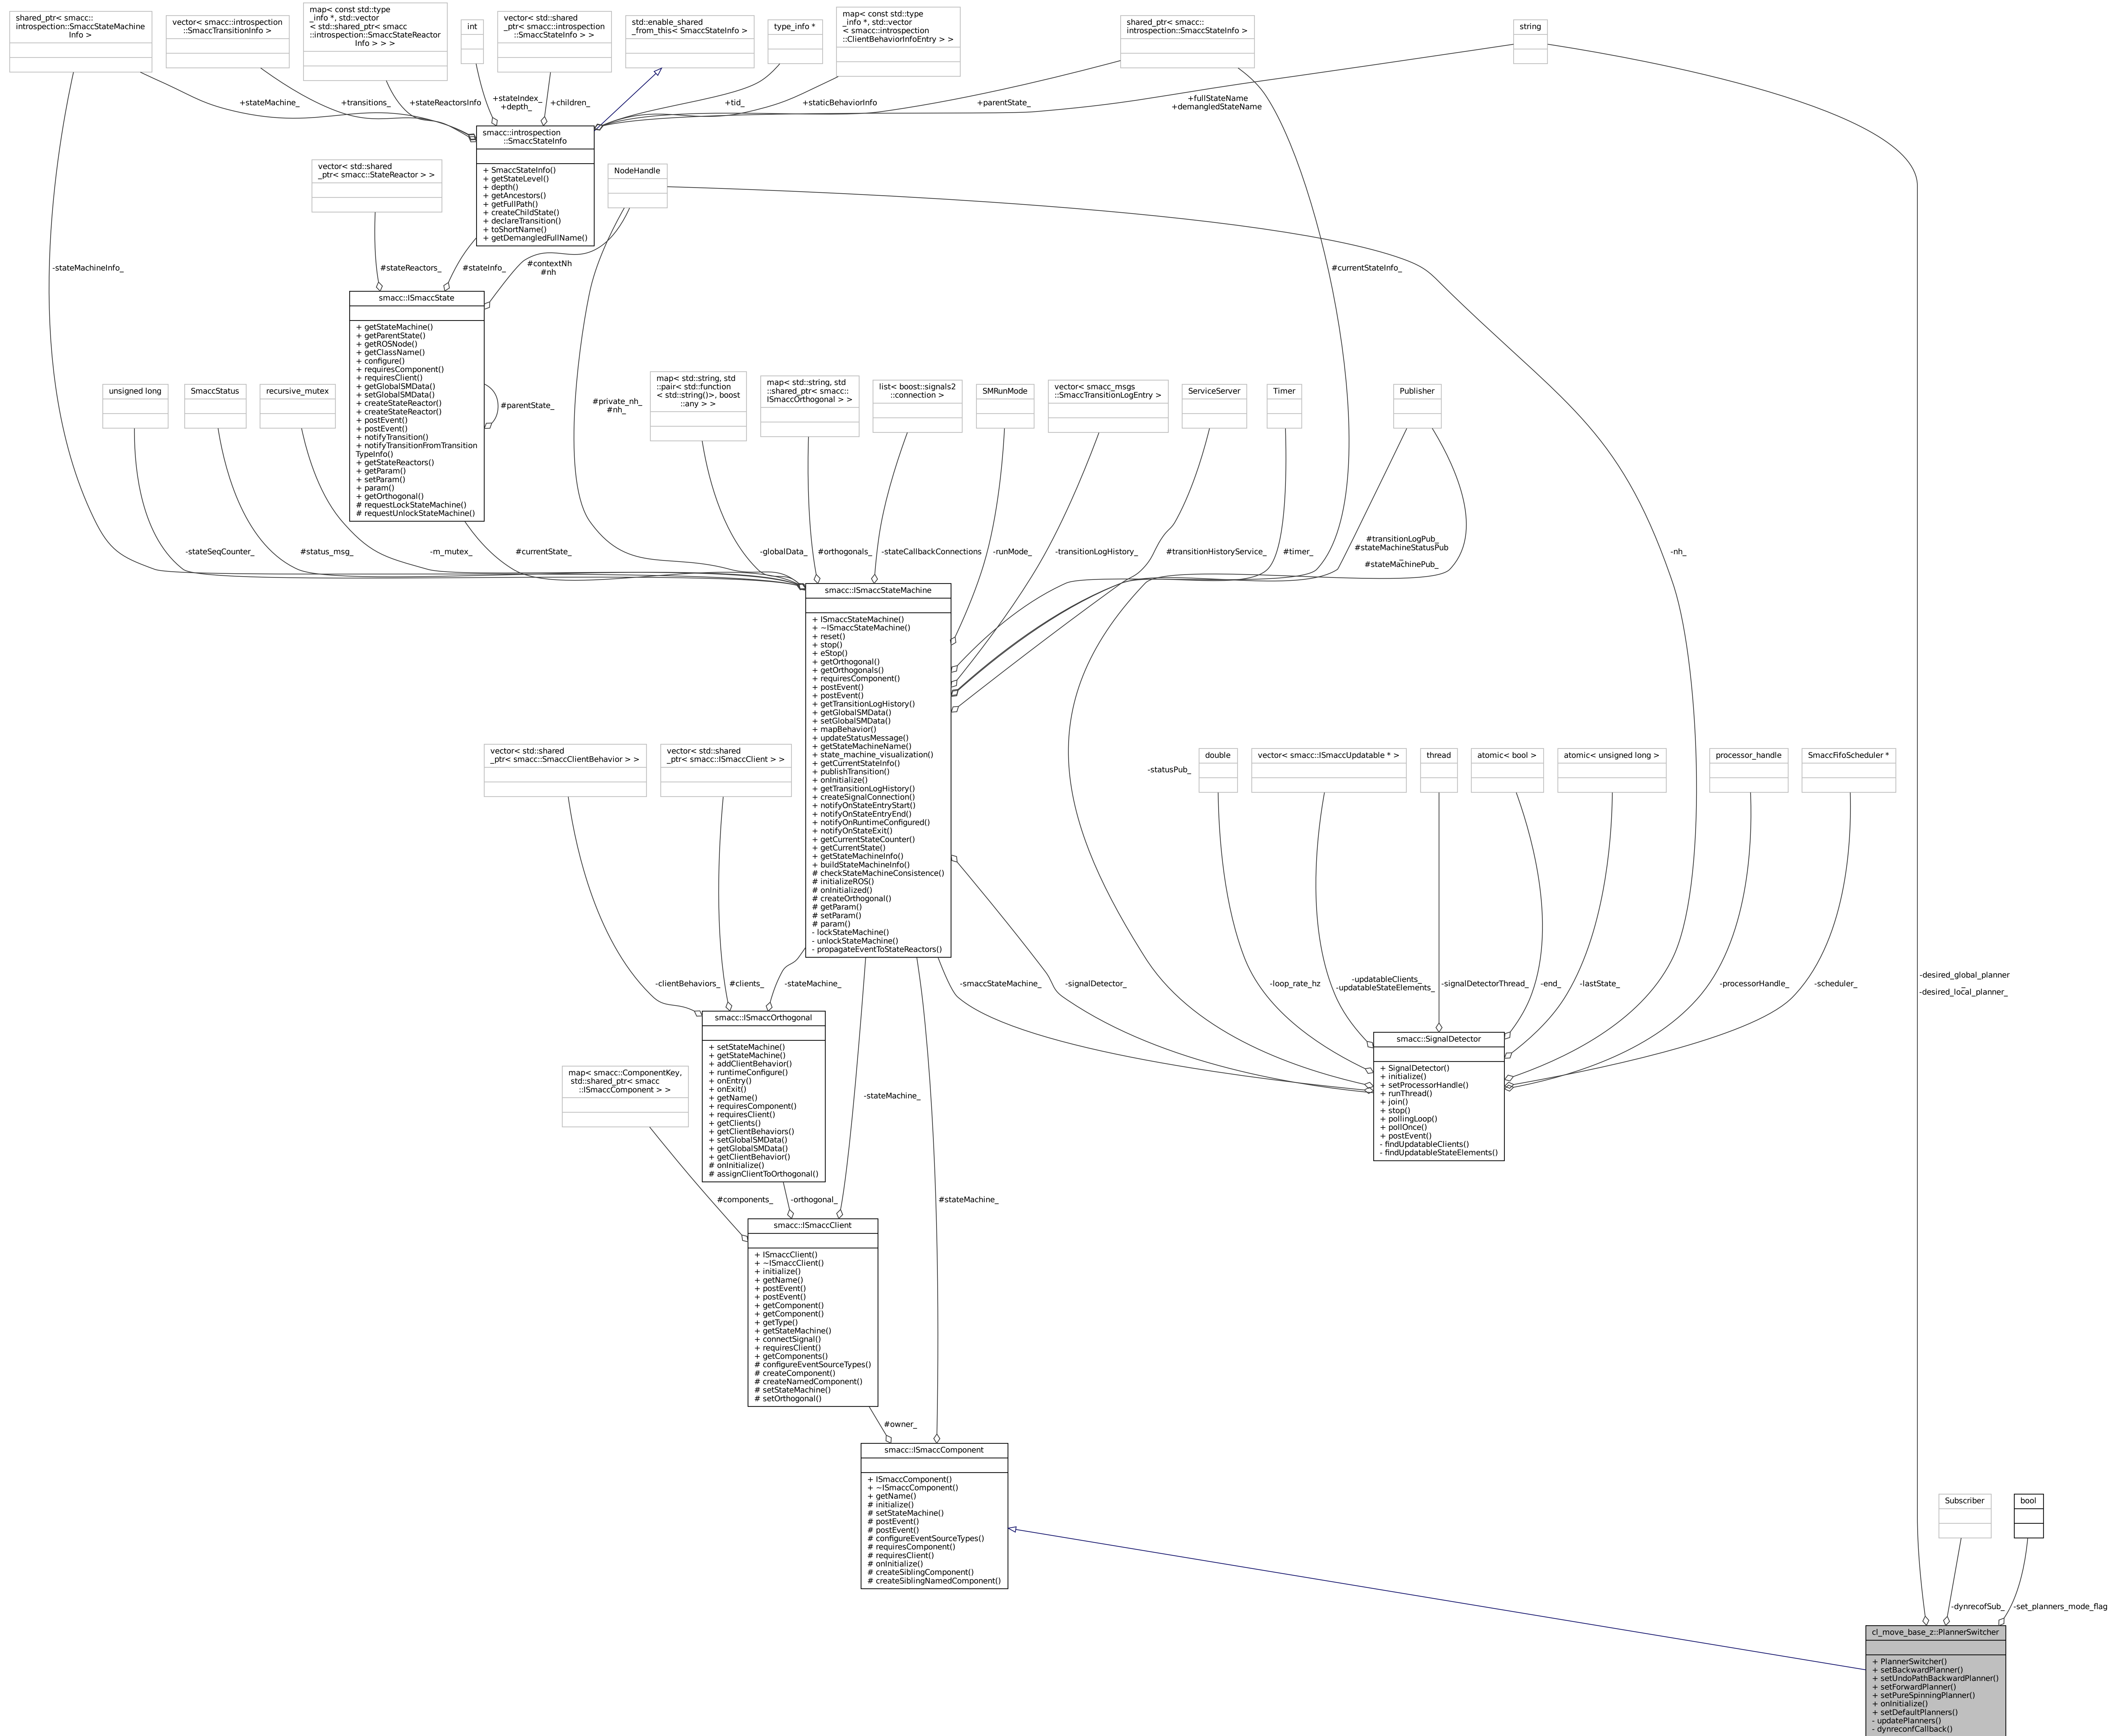 shared_ptr< smacc::
introspection::SmaccStateMachine
Info >
vector< smacc::introspection
::SmaccTransitionInfo >
map< const std::type
_info *, std::vector
< std::shared_ptr< smacc
::introspection::SmaccStateReactor
Info > > >
int
vector< std::shared
_ptr< smacc::introspection
::SmaccStateInfo > >
std::enable_shared
_from_this< SmaccStateInfo >
type_info *
map< const std::type
_info *, std::vector
< smacc::introspection
::ClientBehaviorInfoEntry > >
shared_ptr< smacc::
introspection::SmaccStateInfo >
string
+stateMachine_
+transitions_
+stateReactorsInfo
+stateIndex_
+depth_
+children_
+tid_
+staticBehaviorInfo
+parentState_
+fullStateName
+demangledStateName
smacc::introspection
::SmaccStateInfo
+ SmaccStateInfo()
+ getStateLevel()
+ depth()
+ getAncestors()
+ getFullPath()
+ createChildState()
+ declareTransition()
+ toShortName()
+ getDemangledFullName()
vector< std::shared
_ptr< smacc::StateReactor > >
NodeHandle
-stateMachineInfo_
#stateReactors_
#stateInfo_
#contextNh
#nh
#currentStateInfo_
smacc::ISmaccState
+ getStateMachine()
+ getParentState()
+ getROSNode()
+ getClassName()
+ configure()
+ requiresComponent()
+ requiresClient()
+ getGlobalSMData()
+ setGlobalSMData()
+ createStateReactor()
+ createStateReactor()
+ postEvent()
+ postEvent()
+ notifyTransition()
+ notifyTransitionFromTransition
TypeInfo()
+ getStateReactors()
+ getParam()
+ setParam()
+ param()
+ getOrthogonal()
# requestLockStateMachine()
# requestUnlockStateMachine()
#parentState_
unsigned long
SmaccStatus
recursive_mutex
#private_nh_
#nh_
map< std::string, std
::pair< std::function
< std::string()>, boost
::any > >
map< std::string, std
::shared_ptr< smacc::
ISmaccOrthogonal > >
list< boost::signals2
::connection >
SMRunMode
vector< smacc_msgs
::SmaccTransitionLogEntry >
ServiceServer
Timer
Publisher
-stateSeqCounter_
#status_msg_
-m_mutex_
#currentState_
-globalData_
#orthogonals_
-stateCallbackConnections
-runMode_
-transitionLogHistory_
#transitionHistoryService_
#timer_
#transitionLogPub_
#stateMachineStatusPub
_
#stateMachinePub_
-nh_
smacc::ISmaccStateMachine
+ ISmaccStateMachine()
+ ~ISmaccStateMachine()
+ reset()
+ stop()
+ eStop()
+ getOrthogonal()
+ getOrthogonals()
+ requiresComponent()
+ postEvent()
+ postEvent()
+ getTransitionLogHistory()
+ getGlobalSMData()
+ setGlobalSMData()
+ mapBehavior()
+ updateStatusMessage()
+ getStateMachineName()
+ state_machine_visualization()
+ getCurrentStateInfo()
+ publishTransition()
+ onInitialize()
+ getTransitionLogHistory()
+ createSignalConnection()
+ notifyOnStateEntryStart()
+ notifyOnStateEntryEnd()
+ notifyOnRuntimeConfigured()
+ notifyOnStateExit()
+ getCurrentStateCounter()
+ getCurrentState()
+ getStateMachineInfo()
+ buildStateMachineInfo()
# checkStateMachineConsistence()
# initializeROS()
# onInitialized()
# createOrthogonal()
# getParam()
# setParam()
# param()
- lockStateMachine()
- unlockStateMachine()
- propagateEventToStateReactors()
vector< std::shared
_ptr< smacc::SmaccClientBehavior > >
vector< std::shared
_ptr< smacc::ISmaccClient > >
-statusPub_
double
vector< smacc::ISmaccUpdatable * >
thread
atomic< bool >
atomic< unsigned long >
processor_handle
SmaccFifoScheduler *
-clientBehaviors_
#clients_
-stateMachine_
-smaccStateMachine_
-signalDetector_
-loop_rate_hz
-updatableClients_
-updatableStateElements_
-signalDetectorThread_
-end_
-lastState_
-processorHandle_
-scheduler_
-desired_global_planner
_
-desired_local_planner_
smacc::ISmaccOrthogonal
+ setStateMachine()
+ getStateMachine()
+ addClientBehavior()
+ runtimeConfigure()
+ onEntry()
+ onExit()
+ getName()
+ requiresComponent()
+ requiresClient()
+ getClients()
+ getClientBehaviors()
+ setGlobalSMData()
+ getGlobalSMData()
+ getClientBehavior()
# onInitialize()
# assignClientToOrthogonal()
smacc::SignalDetector
+ SignalDetector()
+ initialize()
+ setProcessorHandle()
+ runThread()
+ join()
+ stop()
+ pollingLoop()
+ pollOnce()
+ postEvent()
- findUpdatableClients()
- findUpdatableStateElements()
map< smacc::ComponentKey,
std::shared_ptr< smacc
::ISmaccComponent > >
-stateMachine_
#components_
-orthogonal_
#stateMachine_
smacc::ISmaccClient
+ ISmaccClient()
+ ~ISmaccClient()
+ initialize()
+ getName()
+ postEvent()
+ postEvent()
+ getComponent()
+ getComponent()
+ getType()
+ getStateMachine()
+ connectSignal()
+ requiresClient()
+ getComponents()
# configureEventSourceTypes()
# createComponent()
# createNamedComponent()
# setStateMachine()
# setOrthogonal()
#owner_
smacc::ISmaccComponent
+ ISmaccComponent()
+ ~ISmaccComponent()
+ getName()
# initialize()
# setStateMachine()
# postEvent()
# postEvent()
# configureEventSourceTypes()
# requiresComponent()
# requiresClient()
# onInitialize()
# createSiblingComponent()
# createSiblingNamedComponent()
Subscriber
bool
-dynrecofSub_
-set_planners_mode_flag
cl_move_base_z::PlannerSwitcher
+ PlannerSwitcher()
+ setBackwardPlanner()
+ setUndoPathBackwardPlanner()
+ setForwardPlanner()
+ setPureSpinningPlanner()
+ onInitialize()
+ setDefaultPlanners()
- updatePlanners()
- dynreconfCallback()